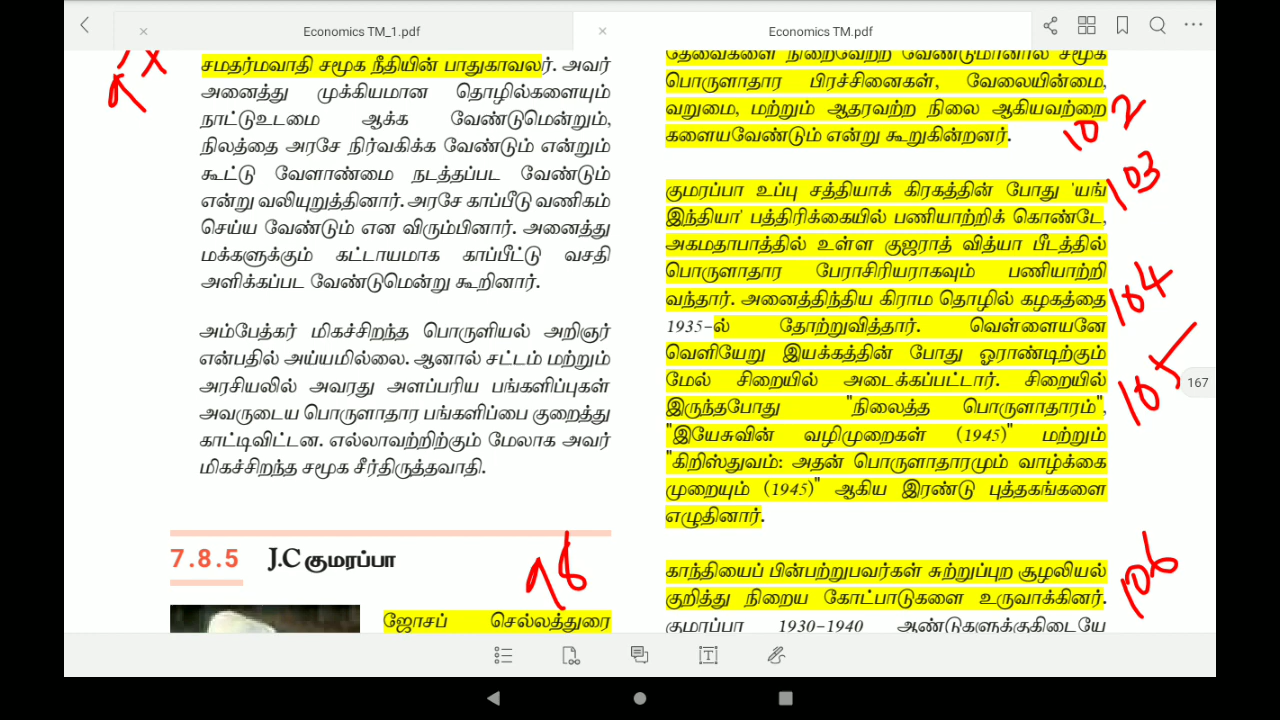 Economics TM_1.pdf
Economics TM.pdf
97
சமதர்மவாதி சமூக நீதியின் பாதுகாவலர். அவர்
அனைத்து முக்கியமான தொழில்களையும்
நாட்டுஉடமை ஆக்க வேண்டுமென்றும்,
நிலத்தை அரசே நிர்வகிக்க வேண்டும் என்றும்
கூட்டு வேளாண்மை நடத்தப்பட வேண்டும்
என்று வலியுறுத்தினார். அரசே காப்பீடு வணிகம்
செய்ய வேண்டும் என விரும்பினார். அனைத்து
மக்களுக்கும் கட்டாயமாக காப்பீட்டு வசதி
அளிக்கப்பட வேண்டுமென்று கூறினார்.
அம்பேத்கர் மிகச்சிறந்த பொருளியல் அறிஞர்
என்பதில் அய்யமில்லை. ஆனால் சட்டம் மற்றும்
அரசியலில் அவரது அளப்பரிய பங்களிப்புகள்
அவருடைய பொருளாதார பங்களிப்பை குறைத்து
காட்டிவிட்டன. எல்லாவற்றிற்கும் மேலாக அவர்
மிகச்சிறந்த சமூக சீர்திருத்தவாதி.
7.8.5 J.C குமரப்பா
98
ஜோசப் செல்லத்துரை
தேவைகளை நிறைவேற்ற வேண்டுமானால் சமூக
பொருளாதார பிரச்சினைகள், வேலையின்மை,
வறுமை, மற்றும் ஆதரவற்ற நிலை ஆகியவற்றை
களையவேண்டும் என்று கூறுகின்றனர்.
102
103
குமரப்பா உப்பு சத்தியாக் கிரகத்தின் போது 'யங்
இந்தியா' பத்திரிக்கையில் பணியாற்றிக் கொண்டே,
அகமதாபாத்தில் உள்ள குஜராத் வித்யா பீடத்தில்
பொருளாதார பேராசிரியராகவும் பணியாற்றி
வந்தார். அனைத்திந்திய கிராம தொழில் கழகத்தை
104
1935-ல் தோற்றுவித்தார். வெள்ளையனே
வெளியேறு இயக்கத்தின் போது ஓராண்டிற்கும்
மேல் சிறையில் அடைக்கப்பட்டார். சிறையில்
105
167
இருந்தபோது "நிலைத்த பொருளாதாரம்",
"இயேசுவின் வழிமுறைகள் (1945)" மற்றும்
"கிறிஸ்துவம்: அதன் பொருளாதாரமும் வாழ்க்கை
முறையும் (1945)" ஆகிய இரண்டு புத்தகங்களை
எழுதினார்.
காந்தியைப் பின்பற்றுபவர்கள் சுற்றுப்புற சூழலியல்
106
குறித்து நிறைய கோட்பாடுகளை உருவாக்கினர்.
குமரப்பா 1930-1940 ஆண்டுகளுக்குகிடையே